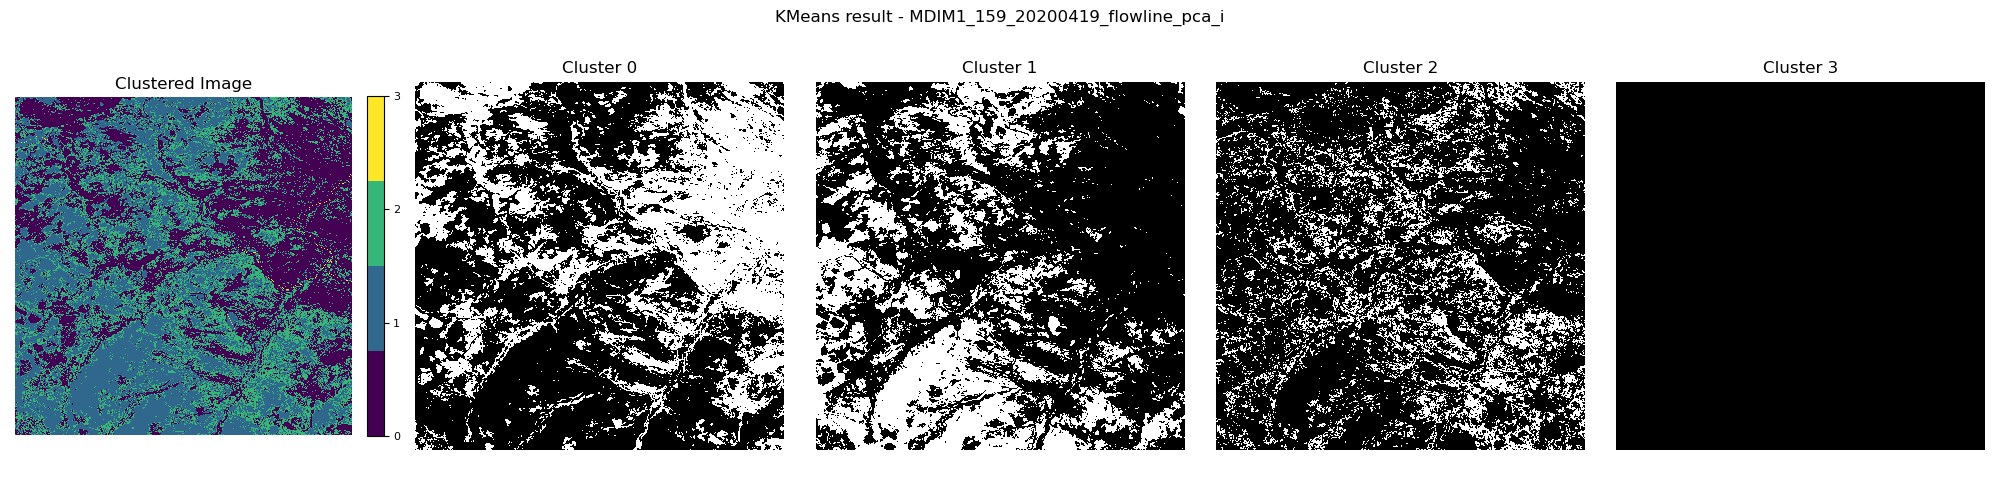 KMeans result - MDIM1_159_20200419_flowline_pca_i
Clustered Image
Cluster 0
Cluster 1
Cluster 2
Cluster 3
3
2
1
0